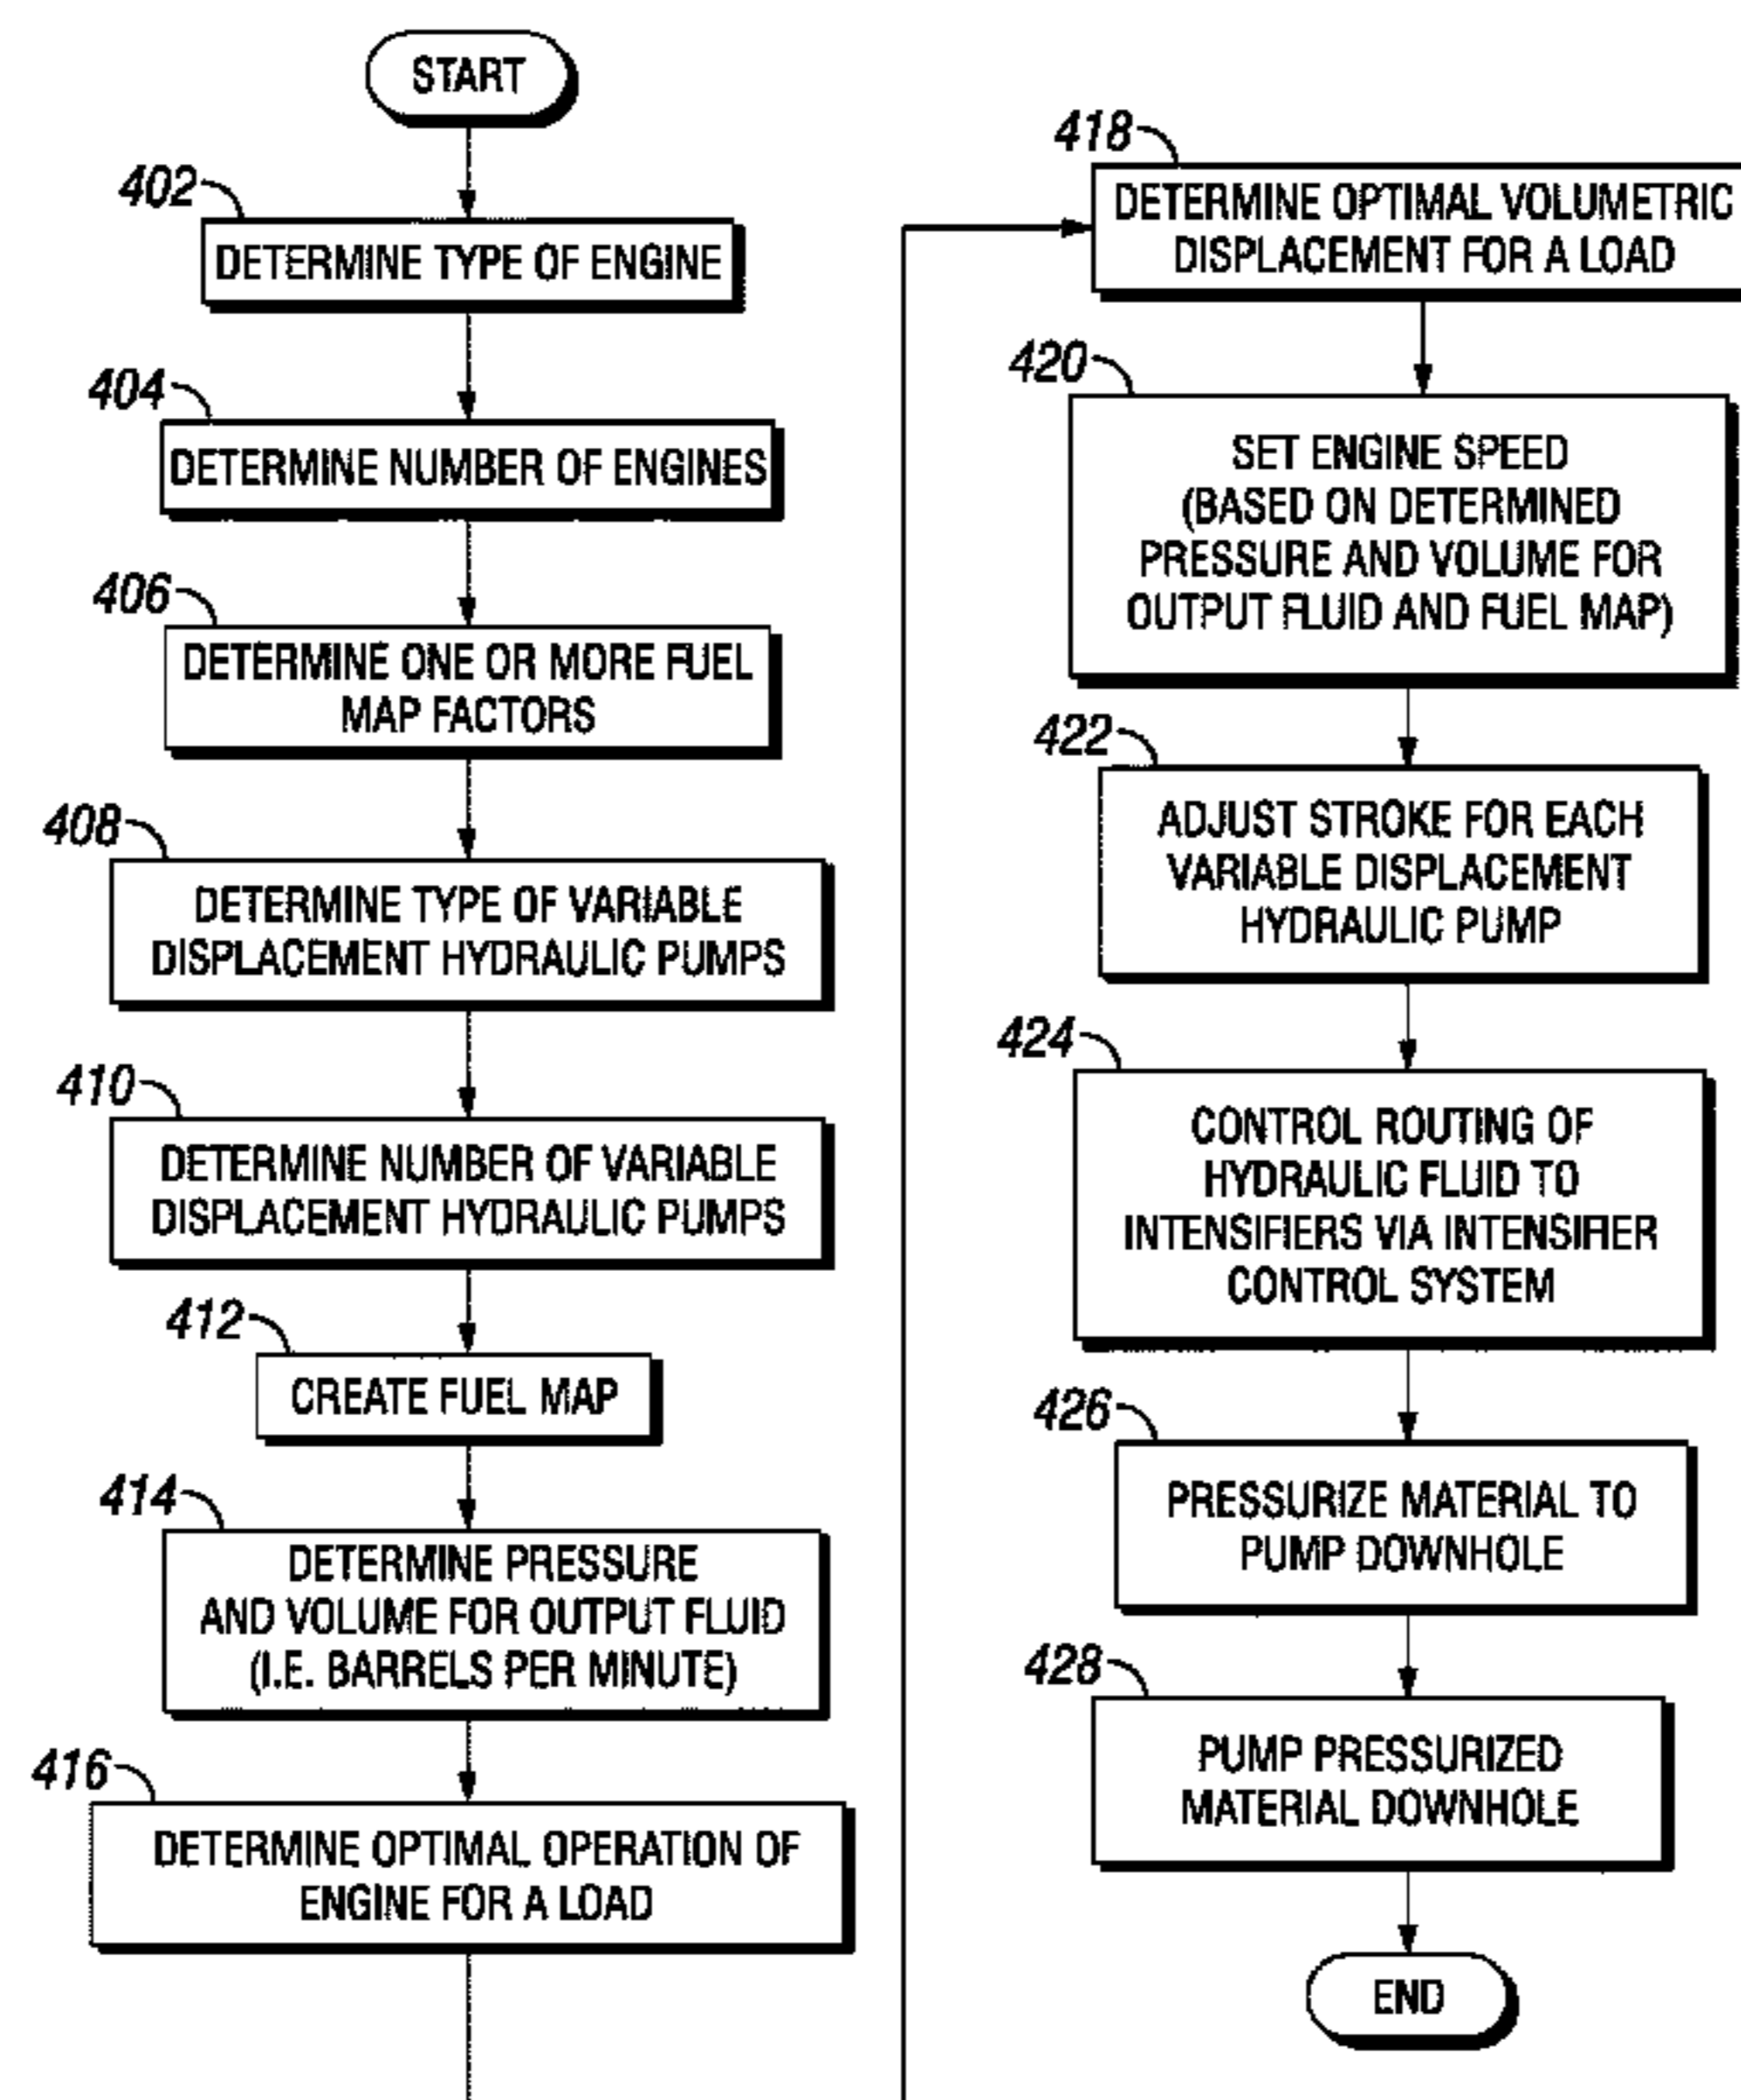 START
402
DETERMINE TYPE OF ENGINE
404
DETERMINE NUMBER OF ENGINES
406
DETERMINE ONE OR MORE FUEL
MAP FACTORS
408
DETERMINE TYPE OF VARIABLE
DISPLACEMENT HYDRAULIC PUMPS
410
DETERMINE NUMBER OF VARIABLE
DISPLACEMENT HYDRAULIC PUMPS
412
CREATE FUEL MAP
414
DETERMINE PRESSURE
AND VOLUME FOR OUTPUT FLUID
(I.E. BARRELS PER MINUTE)
416
DETERMINE OPTIMAL OPERATION OF
ENGINE FOR A LOAD
418
DETERMINE OPTIMAL VOLUMETRIC
DISPLACEMENT FOR A LOAD
420
SET ENGINE SPEED
(BASED ON DETERMINED
PRESSURE AND VOLUME FOR
OUTPUT FLUID AND FUEL MAP)
422
ADJUST STROKE FOR EACH
VARIABLE DISPLACEMENT
HYDRAULIC PUMP
424
CONTROL ROUTING OF
HYDRAULIC FLUID TO
INTENSIFIERS VIA INTENSIFIER
CONTROL SYSTEM
426
PRESSURIZE MATERIAL TO
PUMP DOWNHOLE
428
PUMP PRESSURIZED
MATERIAL DOWNHOLE
END